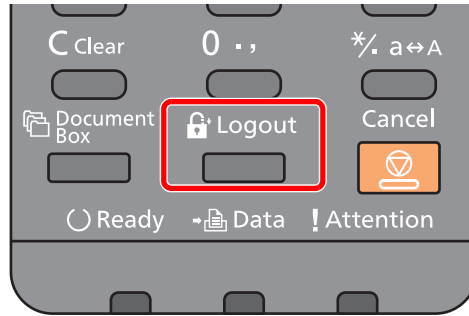 C Clear
0 .,
*/. a↔A
Document
Box
Logout
Cancel
Ready
Data
! Attention